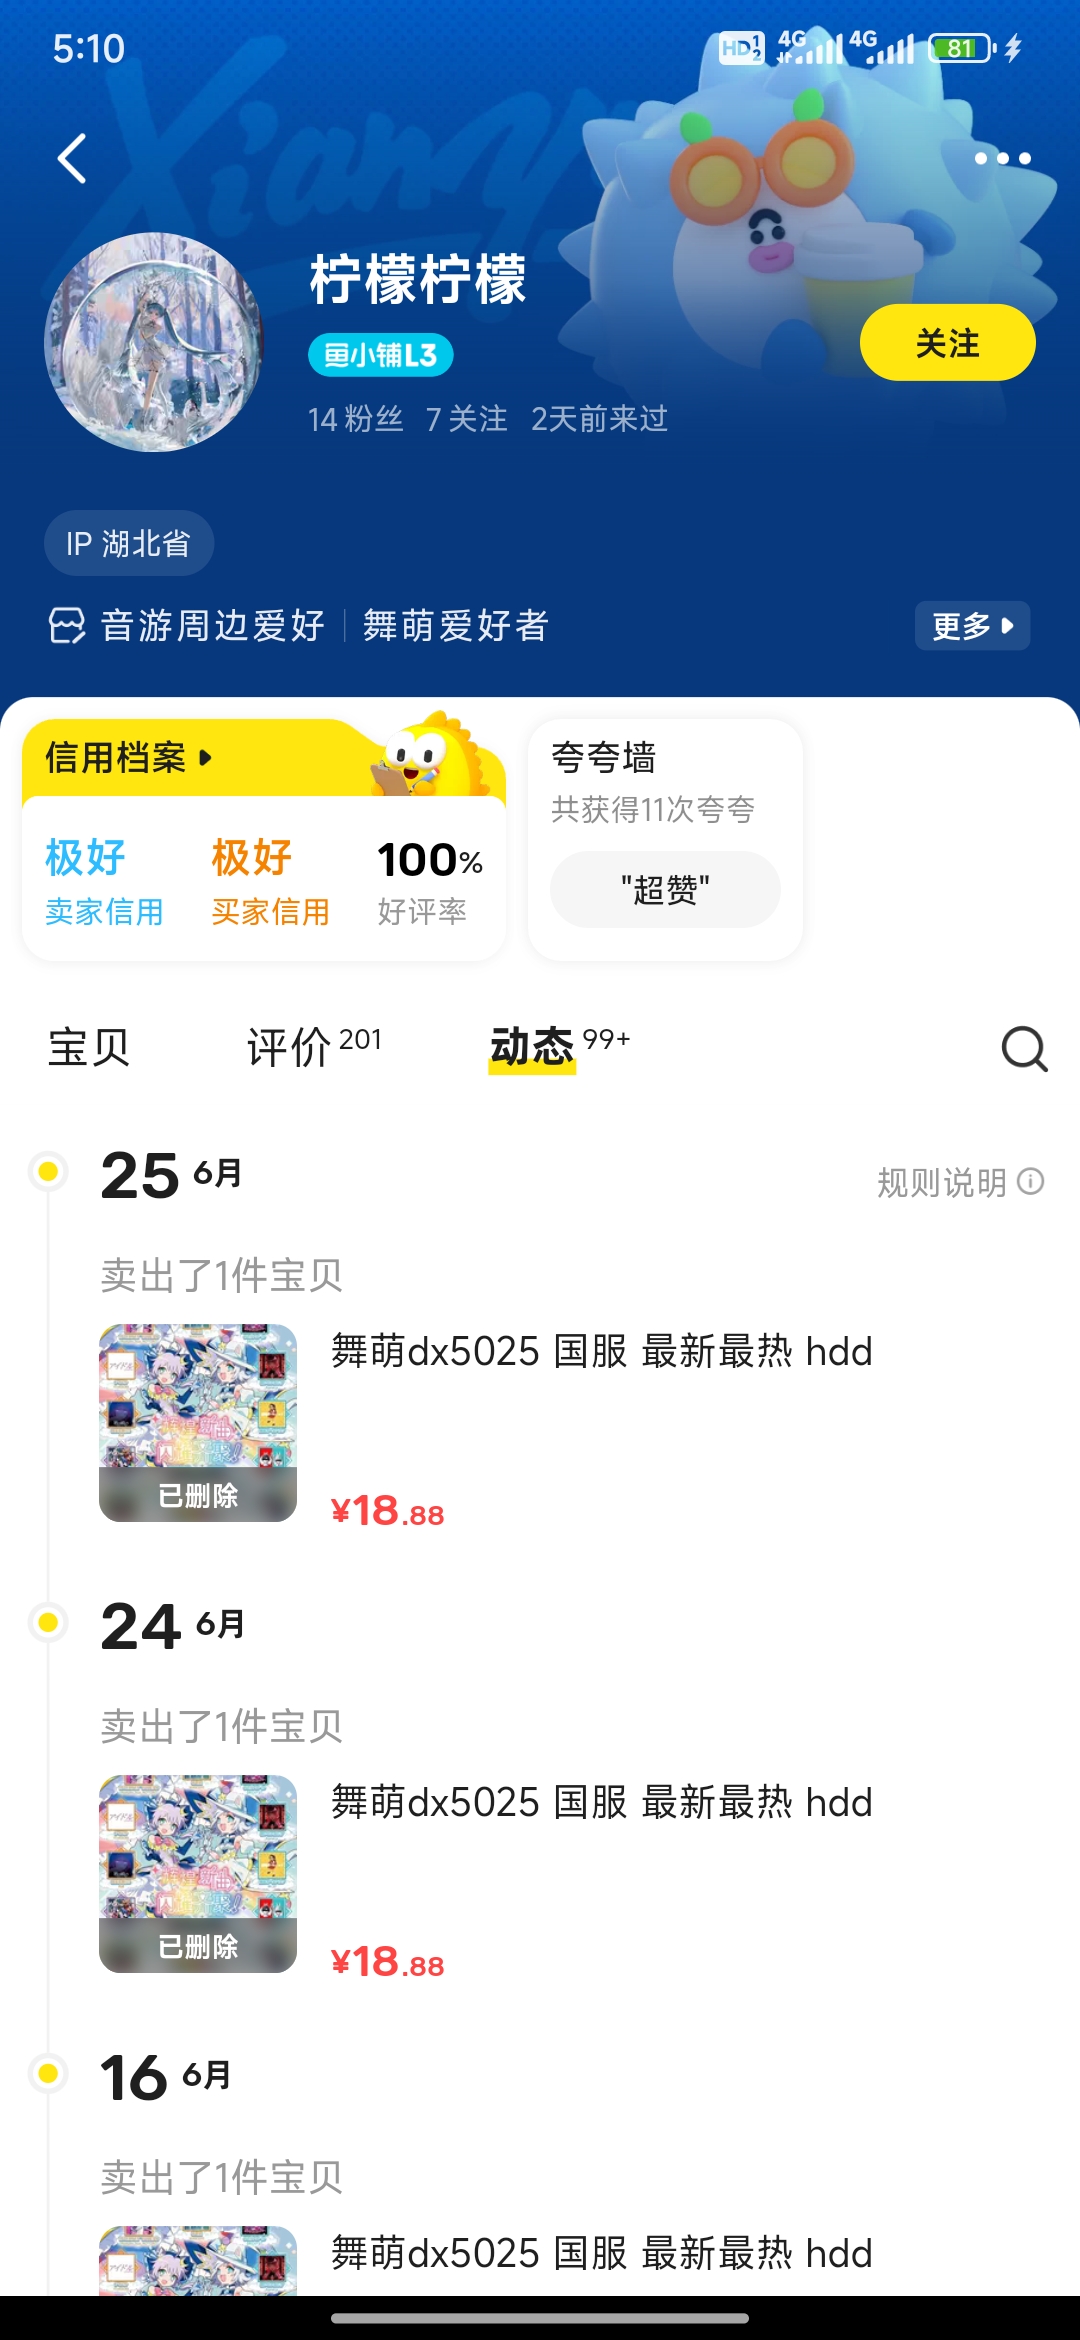 5:10
HD 1 2 4G 4G 81
Xianyu
柠檬柠檬
鱼小铺L3
关注
14 粉丝 7 关注 2天前来过
IP 湖北省
音游周边爱好 | 舞萌爱好者
更多
信用档案
极好 极好 100%
卖家信用 买家信用 好评率
夸夸墙
共获得11次夸夸
"超赞"
宝贝 评价 201 动态 99+
25 6月
规则说明
卖出了1件宝贝
舞萌dx5025 国服 最新最热 hdd
已删除
¥18.88
24 6月
卖出了1件宝贝
舞萌dx5025 国服 最新最热 hdd
已删除
¥18.88
16 6月
卖出了1件宝贝
舞萌dx5025 国服 最新最热 hdd